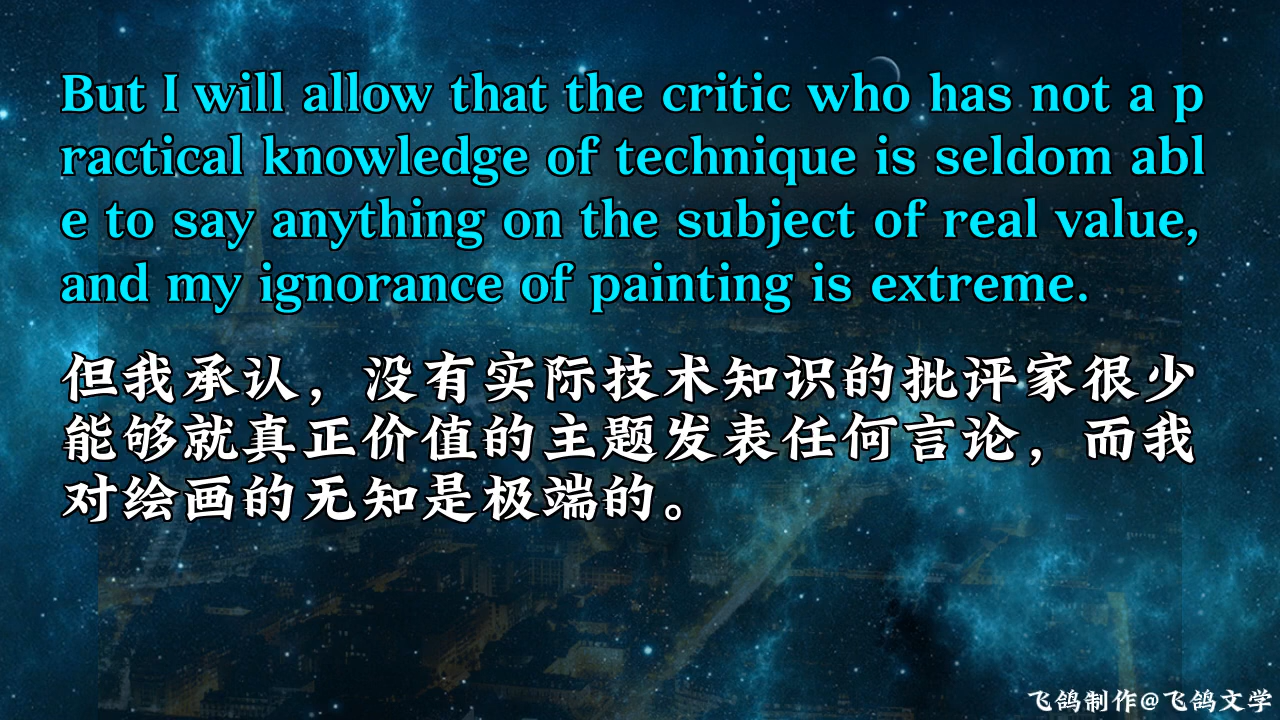 But I will allow that the critic who has not a p
ractical knowledge of technique is seldom abl
e to say anything on the subject of real value,
and my ignorance of painting is extreme.
但我承认，没有实际技术知识的批评家很少
能够就真正价值的主题发表任何言论，而我
对绘画的无知是极端的。
飞鸽制作@飞鸽文学